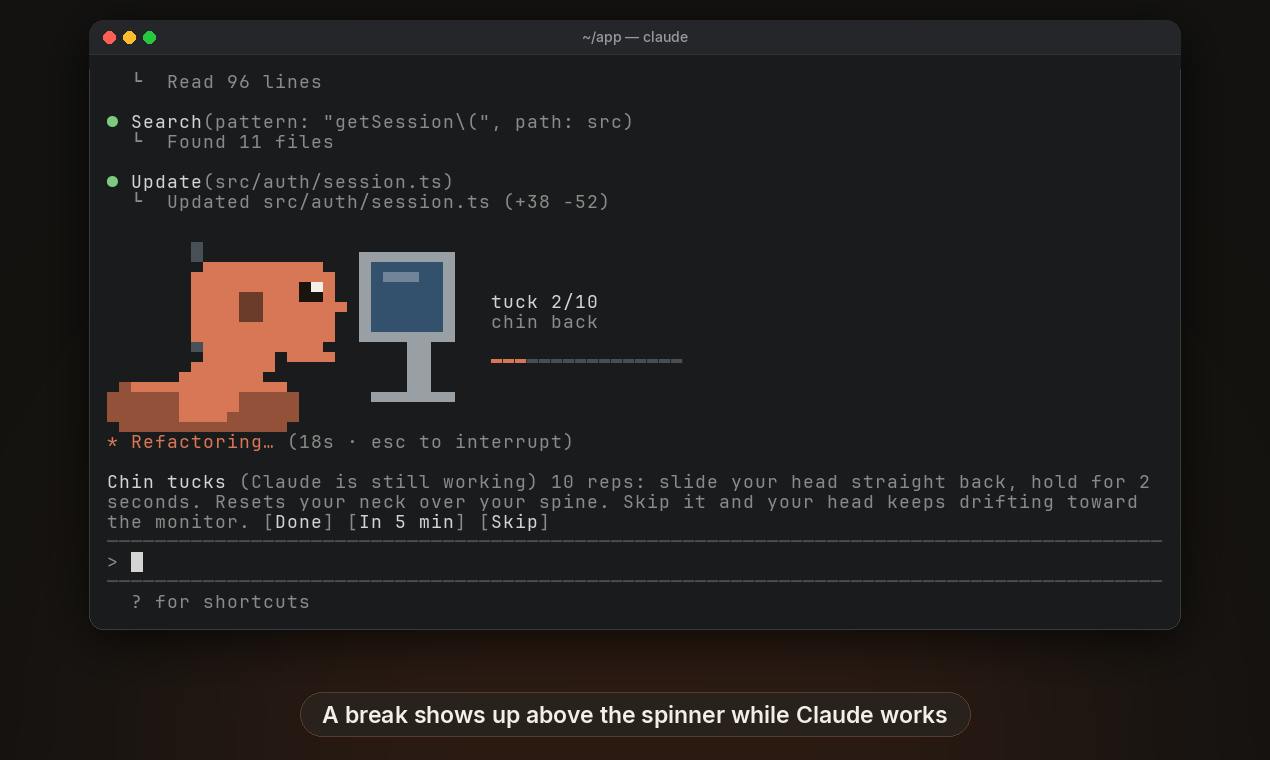 ~/app — claude
└ Read 96 lines
● Search(pattern: "getSession\(", path: src)
└ Found 11 files
● Update(src/auth/session.ts)
└ Updated src/auth/session.ts (+38 -52)
tuck 2/10
chin back
* Refactoring… (18s · esc to interrupt)
Chin tucks (Claude is still working) 10 reps: slide your head straight back, hold for 2
seconds. Resets your neck over your spine. Skip it and your head keeps drifting toward
the monitor. [Done] [In 5 min] [Skip]
>
? for shortcuts
A break shows up above the spinner while Claude works